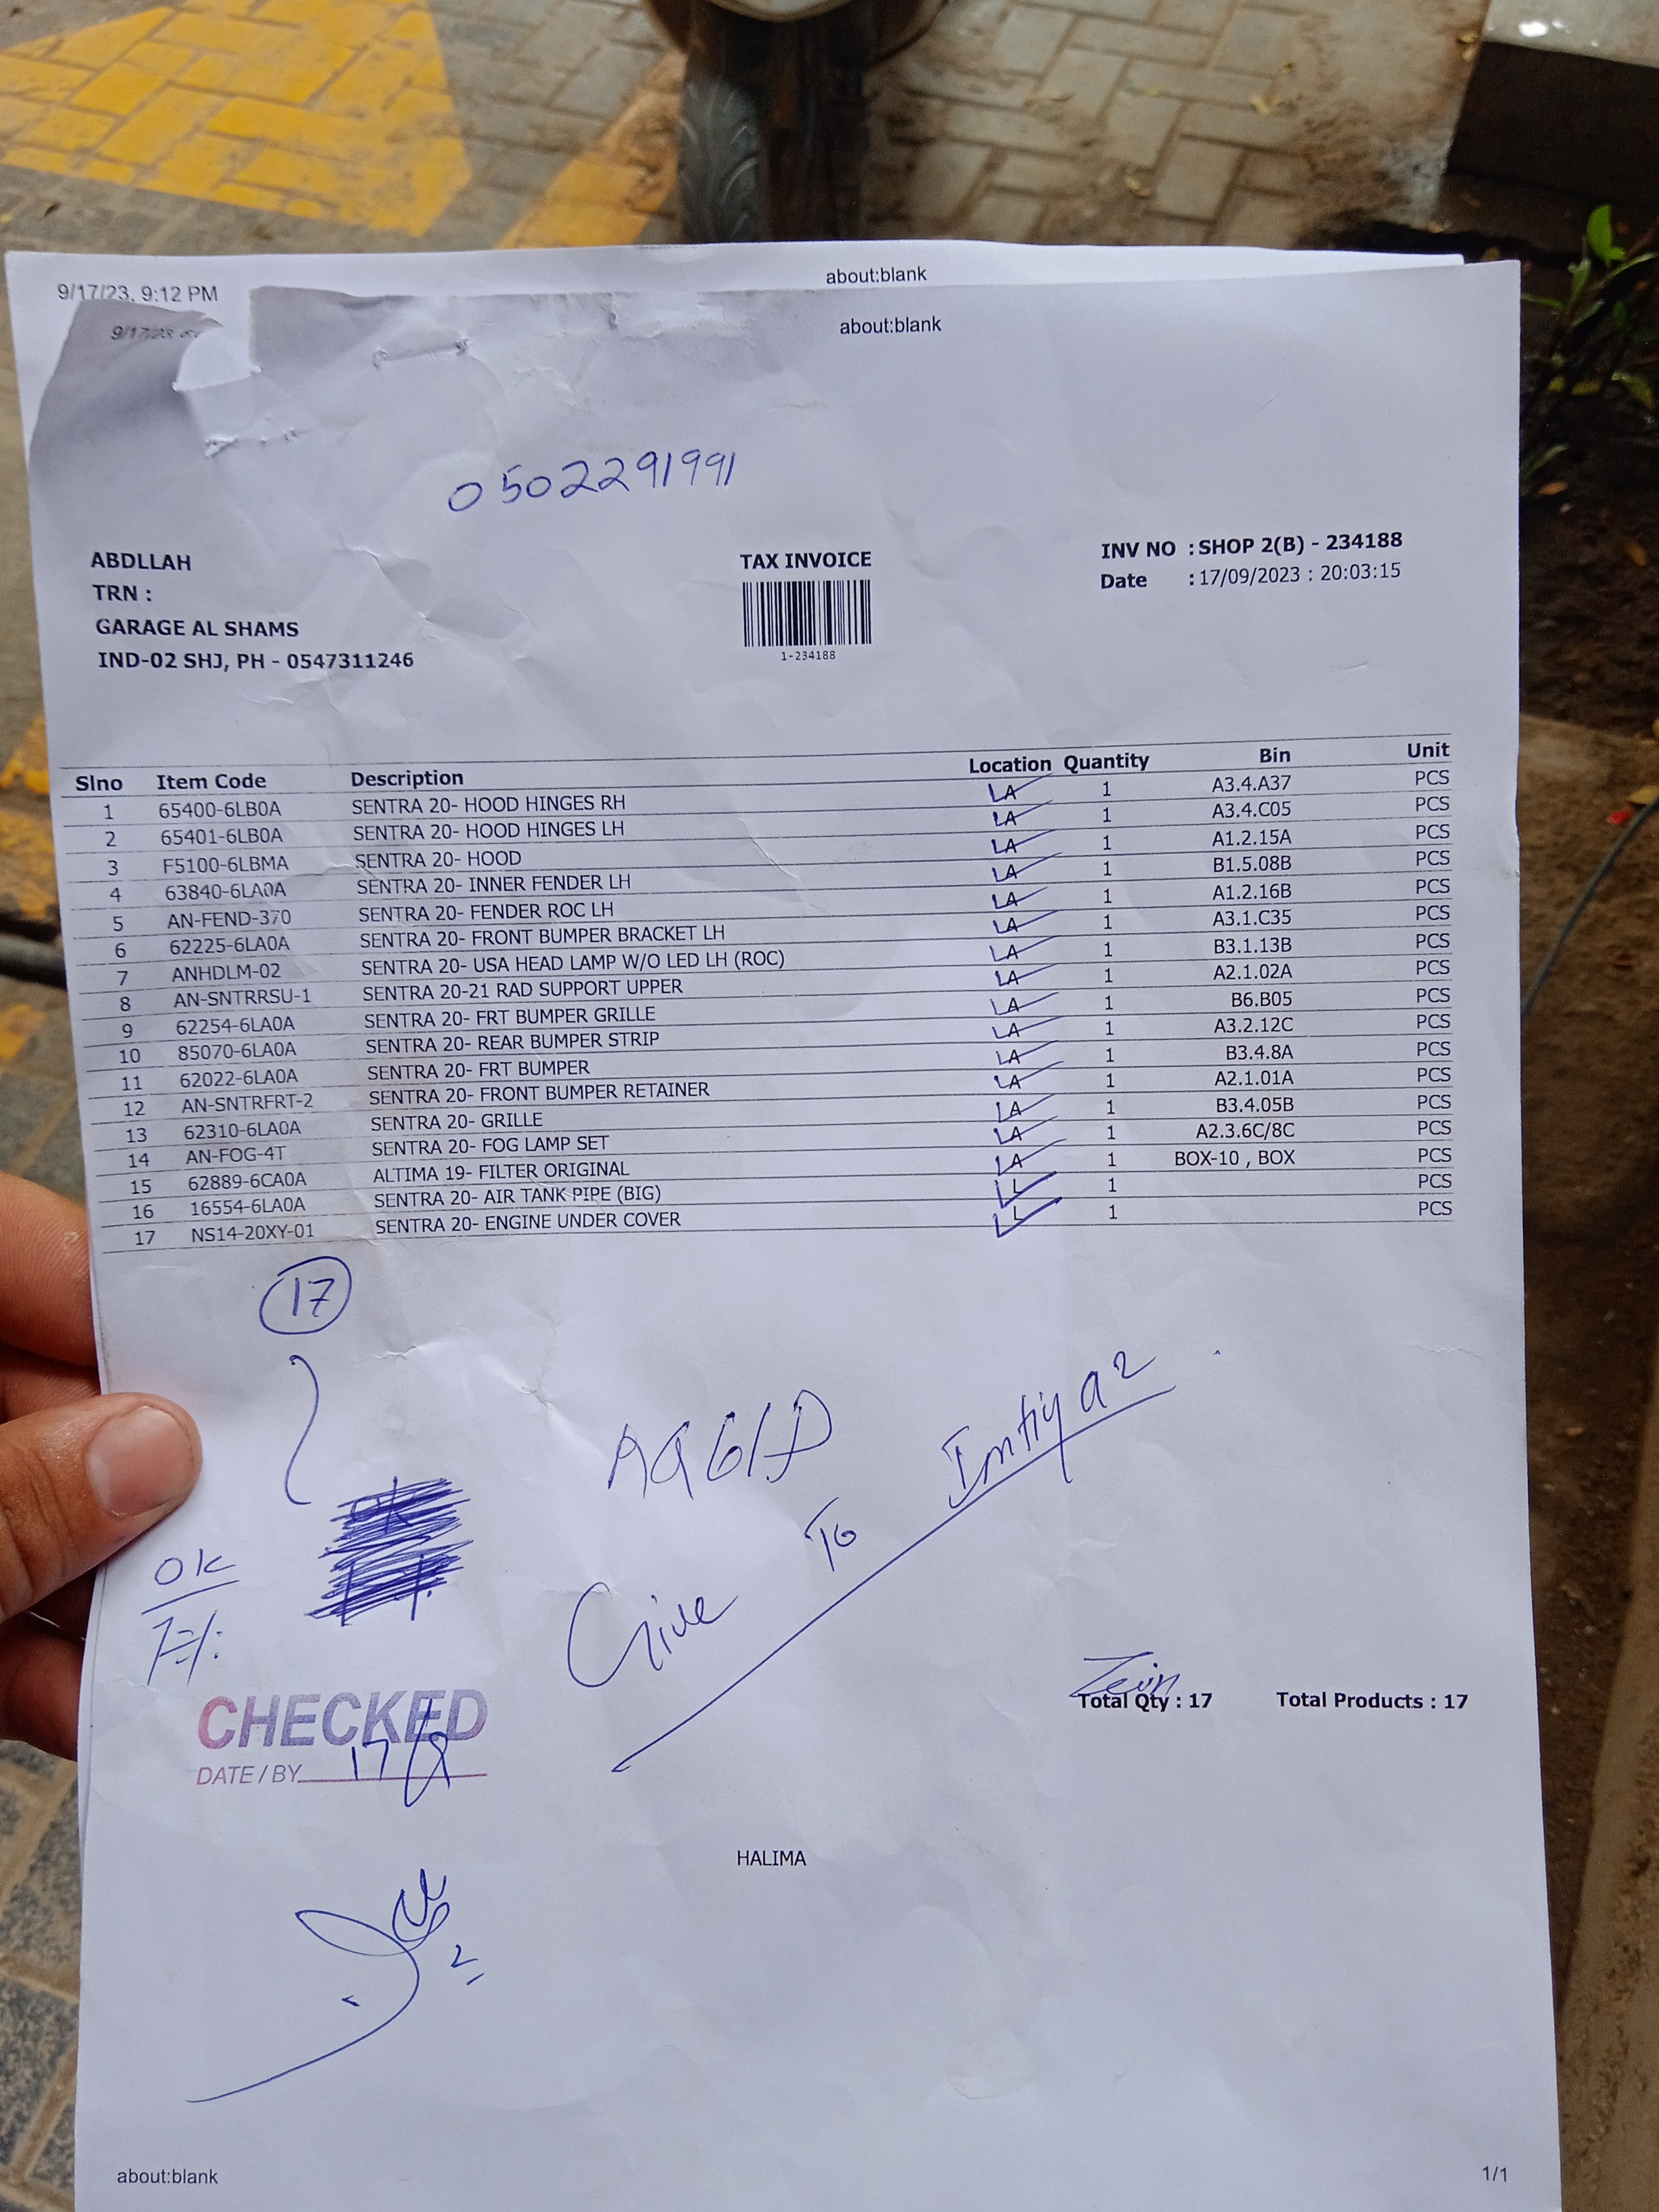 9/17/23, 9:12 PM about:blank
about:blank
0502291991
ABDLLAH TAX INVOICE INV NO : SHOP 2(B) - 234188
TRN : Date : 17/09/2023 : 20:03:15
GARAGE AL SHAMS
IND-02 SHJ, PH - 0547311246 1-234188
Slno Item Code Description Location Quantity Bin Unit
1 65400-6LB0A SENTRA 20- HOOD HINGES RH LA 1 A3.4.A37 PCS
2 65401-6LB0A SENTRA 20- HOOD HINGES LH LA 1 A3.4.C05 PCS
3 F5100-6LBMA SENTRA 20- HOOD LA 1 A1.2.15A PCS
4 63840-6LA0A SENTRA 20- INNER FENDER LH LA 1 B1.5.08B PCS
5 AN-FEND-370 SENTRA 20- FENDER ROC LH LA 1 A1.2.16B PCS
6 62225-6LA0A SENTRA 20- FRONT BUMPER BRACKET LH LA 1 A3.1.C35 PCS
7 ANHDLM-02 SENTRA 20- USA HEAD LAMP W/O LED LH (ROC) LA 1 B3.1.13B PCS
8 AN-SNTRRSU-1 SENTRA 20-21 RAD SUPPORT UPPER LA 1 A2.1.02A PCS
9 62254-6LA0A SENTRA 20- FRT BUMPER GRILLE LA 1 B6.B05 PCS
10 85070-6LA0A SENTRA 20- REAR BUMPER STRIP LA 1 A3.2.12C PCS
11 62022-6LA0A SENTRA 20- FRT BUMPER LA 1 B3.4.8A PCS
12 AN-SNTRFRT-2 SENTRA 20- FRONT BUMPER RETAINER LA 1 A2.1.01A PCS
13 62310-6LA0A SENTRA 20- GRILLE LA 1 B3.4.05B PCS
14 AN-FOG-4T SENTRA 20- FOG LAMP SET LA 1 A2.3.6C/8C PCS
15 62889-6CA0A ALTIMA 19- FILTER ORIGINAL LA 1 BOX-10 , BOX PCS
16 16554-6LA0A SENTRA 20- AIR TANK PIPE (BIG) L 1 PCS
17 NS14-20XY-01 SENTRA 20- ENGINE UNDER COVER L 1 PCS
17
Give To Imtiyaz
OK
Total Qty : 17 Total Products : 17
CHECKED
DATE / BY 17/9
HALIMA
about:blank 1/1